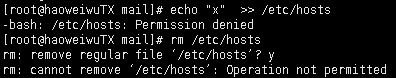 [root@haoweiwuTX mail]# echo "x"  >> /etc/hosts
-bash: /etc/hosts: Permission denied
[root@haoweiwuTX mail]# rm /etc/hosts
rm: remove regular file ‘/etc/hosts’? y
rm: cannot remove ‘/etc/hosts’: Operation not permitted